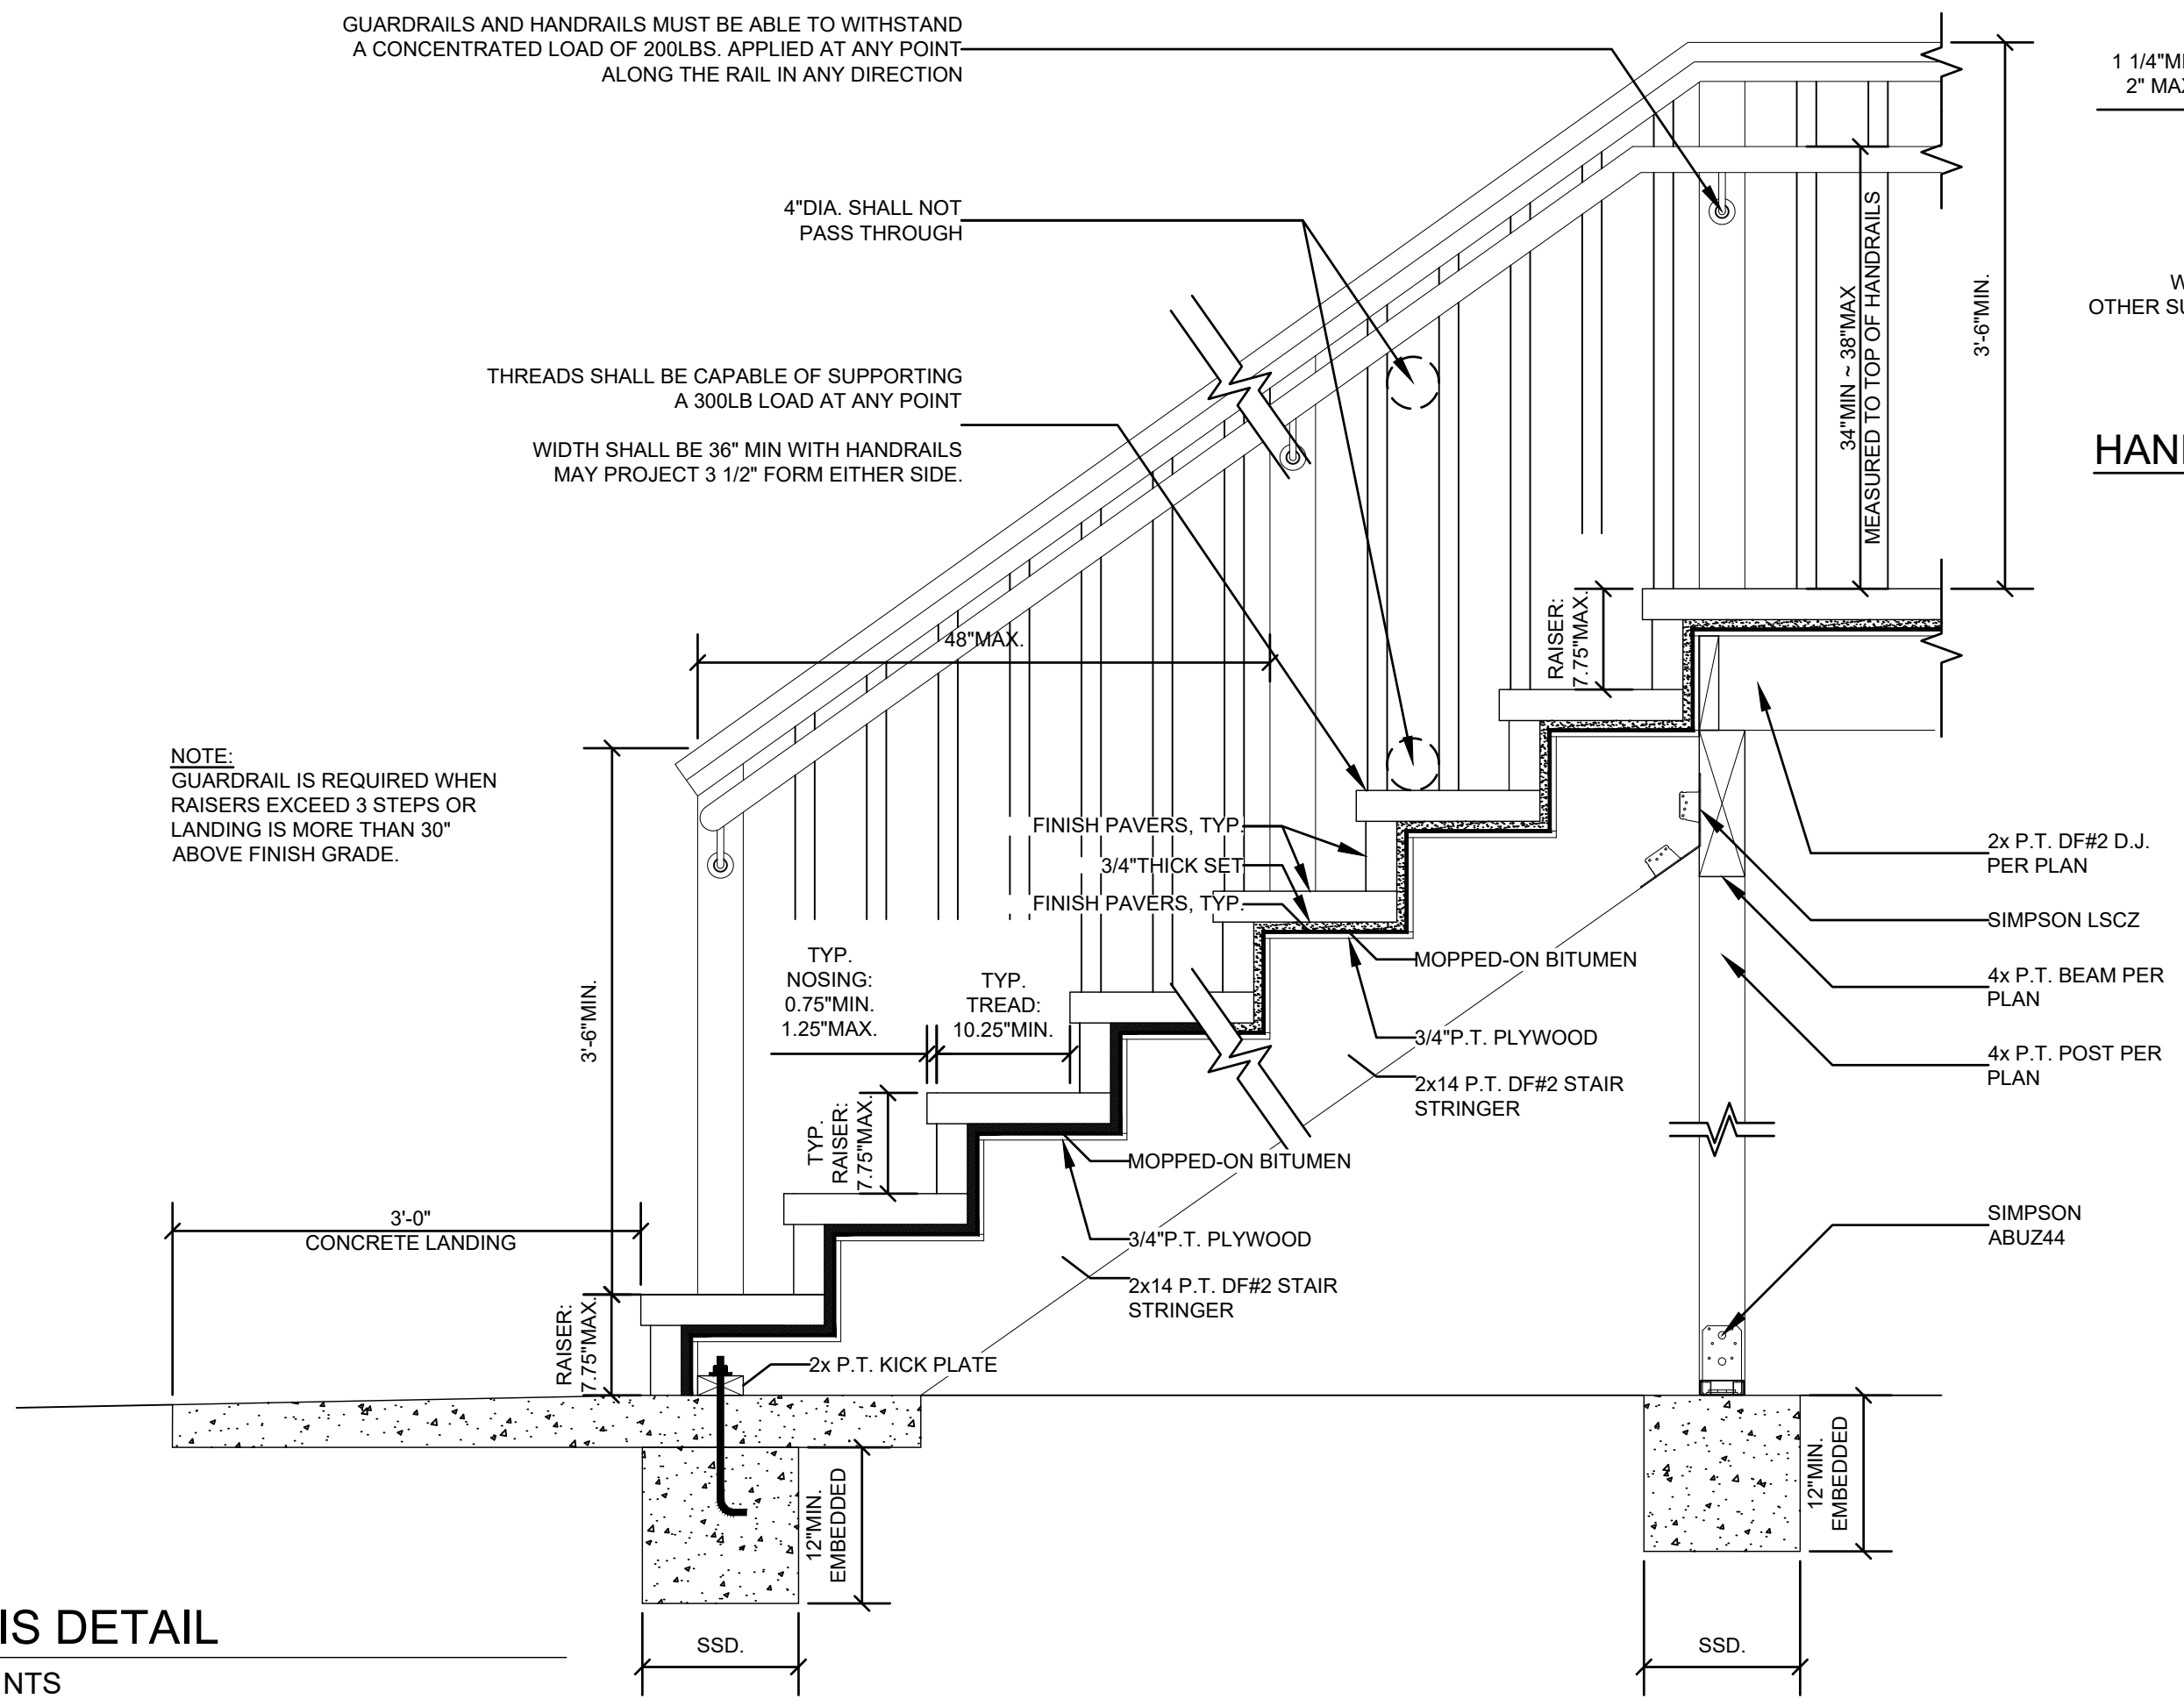 GUARDRAILS AND HANDRAILS MUST BE ABLE TO WITHSTAND
A CONCENTRATED LOAD OF 200LBS. APPLIED AT ANY POINT
ALONG THE RAIL IN ANY DIRECTION
4"DIA. SHALL NOT
PASS THROUGH
THREADS SHALL BE CAPABLE OF SUPPORTING
A 300LB LOAD AT ANY POINT
WIDTH SHALL BE 36" MIN WITH HANDRAILS
MAY PROJECT 3 1/2" FORM EITHER SIDE.
48"MAX.
NOTE:
GUARDRAIL IS REQUIRED WHEN
RAISERS EXCEED 3 STEPS OR
LANDING IS MORE THAN 30"
ABOVE FINISH GRADE.
34"MIN ~ 38"MAX
MEASURED TO TOP OF HANDRAILS
3'-6"MIN.
1 1/4"MI
2" MAX
W
OTHER SU
HAN
RAISER:
7.75"MAX.
FINISH PAVERS, TYP.
3/4"THICK SET
FINISH PAVERS, TYP.
MOPPED-ON BITUMEN
3/4"P.T. PLYWOOD
2x14 P.T. DF#2 STAIR
STRINGER
2x P.T. DF#2 D.J.
PER PLAN
SIMPSON LSCZ
4x P.T. BEAM PER
PLAN
4x P.T. POST PER
PLAN
SIMPSON
ABUZ44
TYP.
NOSING:
0.75"MIN.
1.25"MAX.
TYP.
TREAD:
10.25"MIN.
3'-6"MIN.
TYP.
RAISER:
7.75"MAX.
MOPPED-ON BITUMEN
3/4"P.T. PLYWOOD
2x14 P.T. DF#2 STAIR
STRINGER
3'-0"
CONCRETE LANDING
RAISER:
7.75"MAX.
2x P.T. KICK PLATE
12"MIN.
EMBEDDED
12"MIN.
EMBEDDED
SSD.
SSD.
IS DETAIL
NTS